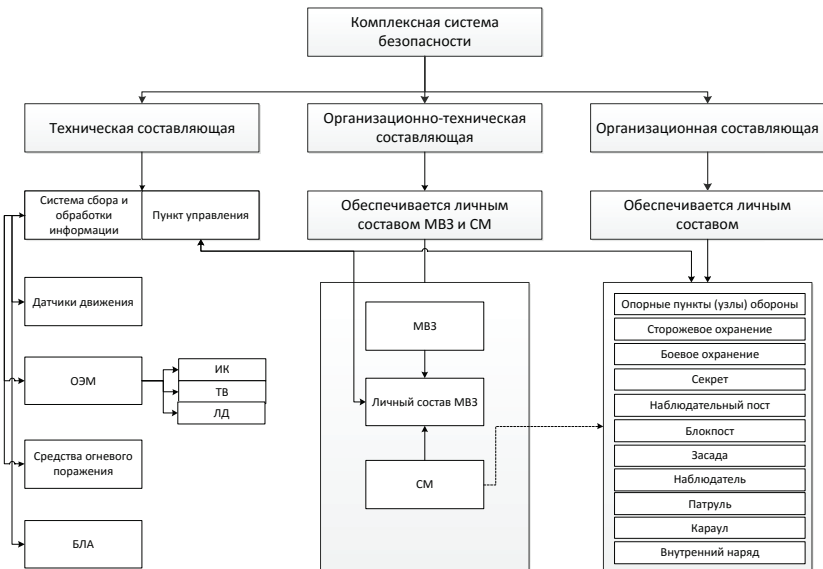 Комплексная система
безопасности
Техническая составляющая
Организационно-техническая
составляющая
Организационная составляющая
Система сбора и
обработки
информации
Пункт управления
Обеспечивается личным
составом МВЗ и СМ
Обеспечивается личным
составом
Датчики движения
ОЭМ
ИК
ТВ
ЛД
Средства огневого
поражения
БЛА
МВЗ
Личный состав МВЗ
СМ
Опорные пункты (узлы) обороны
Сторожевое охранение
Боевое охранение
Секрет
Наблюдательный пост
Блокпост
Засада
Наблюдатель
Патруль
Караул
Внутренний наряд